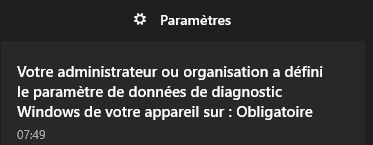 Paramètres
Votre administrateur ou organisation a défini
le paramètre de données de diagnostic
Windows de votre appareil sur : Obligatoire
07:49